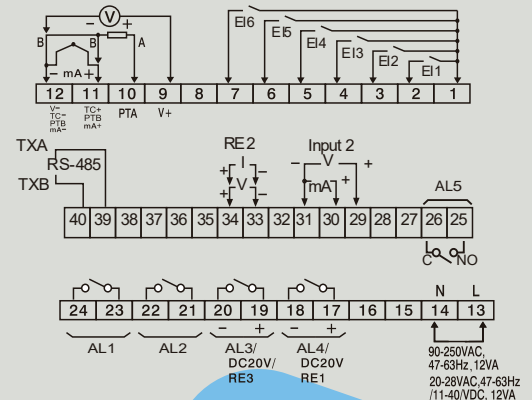 V
− +
B B A
− mA +
EI6
EI5
EI4
EI3
EI2
EI1
12 11 10 9 8 7 6 5 4 3 2 1
V− TC+ PTA V+
TC− PTB
PTB mA+
mA−
TXA
RS-485
TXB
RE2
I
+ −
V
+ −
Input 2
− V +
mA +
AL5
40 39 38 37 36 35 34 33 32 31 30 29 28 27 26 25
C NO
N L
24 23 22 21 20 19 18 17 16 15 14 13
− + − +
AL1 AL2 AL3/ AL4/
DC20V/ DC20V
RE3 RE1
90-250VAC,
47-63Hz, 12VA
20-28VAC,47-63Hz
/11-40/VDC, 12VA